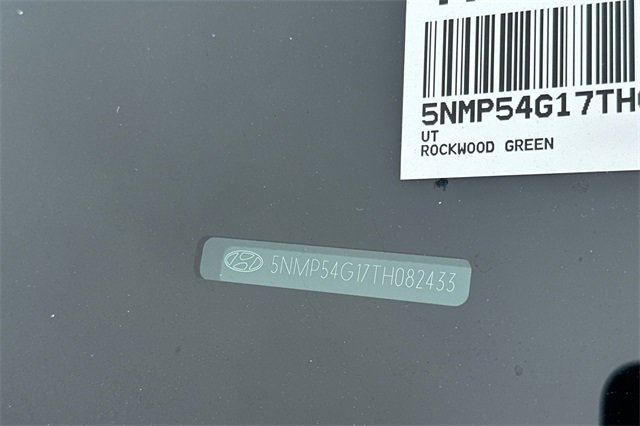 5NMP54G17TH
UT
ROCKWOOD GREEN
5NMP54G17TH082433